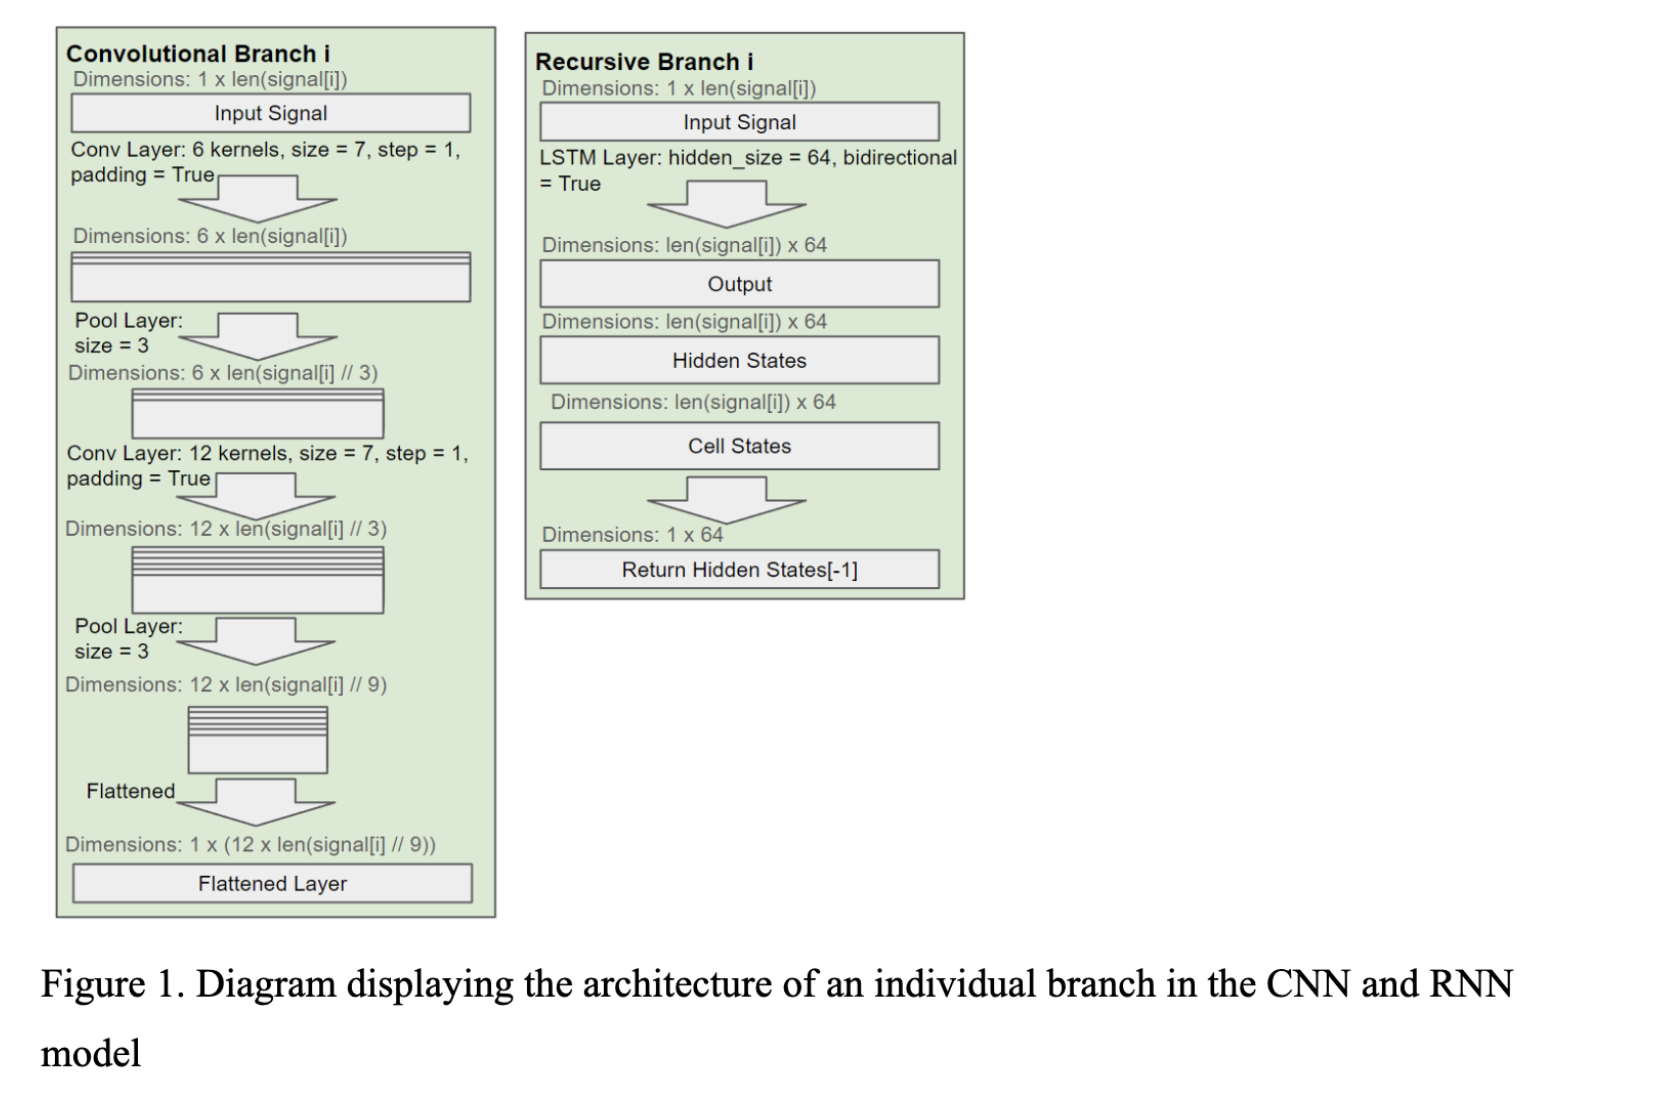 Convolutional Branch i
Dimensions: 1 x len(signal[i])
Input Signal
Conv Layer: 6 kernels, size = 7, step = 1,
padding = True
Dimensions: 6 x len(signal[i])
Pool Layer:
size = 3
Dimensions: 6 x len(signal[i] // 3)
Conv Layer: 12 kernels, size = 7, step = 1,
padding = True
Dimensions: 12 x len(signal[i] // 3)
Pool Layer:
size = 3
Dimensions: 12 x len(signal[i] // 9)
Flattened
Dimensions: 1 x (12 x len(signal[i] // 9))
Flattened Layer
Recursive Branch i
Dimensions: 1 x len(signal[i])
Input Signal
LSTM Layer: hidden_size = 64, bidirectional
= True
Dimensions: len(signal[i]) x 64
Output
Dimensions: len(signal[i]) x 64
Hidden States
Dimensions: len(signal[i]) x 64
Cell States
Dimensions: 1 x 64
Return Hidden States[-1]
Figure 1. Diagram displaying the architecture of an individual branch in the CNN and RNN
model